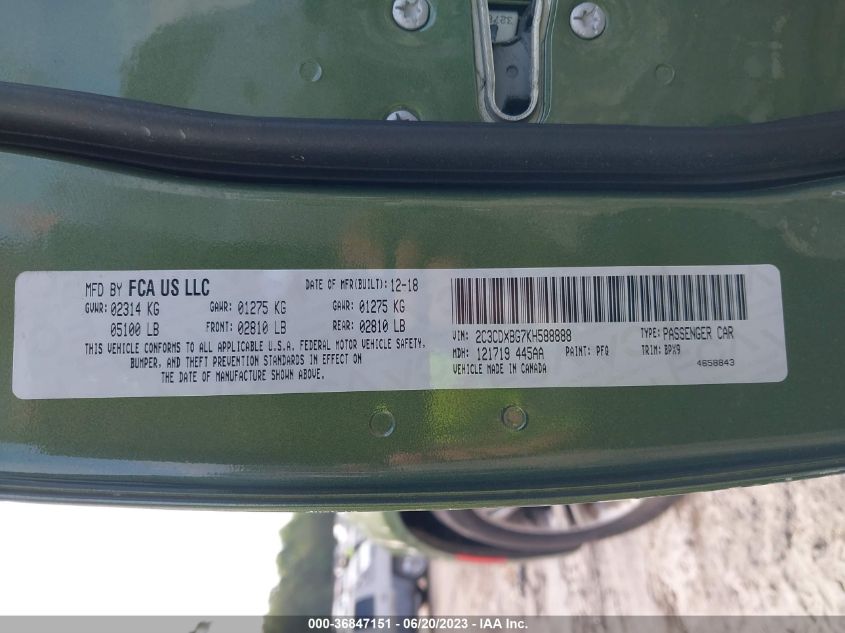 327
MFD BY FCA US LLC
DATE OF MFR(BUILT): 12-18
GVWR: 02314 KG GAWR: 01275 KG GAWR: 01275 KG
05100 LB FRONT: 02810 LB REAR: 02810 LB
THIS VEHICLE CONFORMS TO ALL APPLICABLE U.S.A. FEDERAL MOTOR VEHICLE SAFETY,
BUMPER, AND THEFT PREVENTION STANDARDS IN EFFECT ON
THE DATE OF MANUFACTURE SHOWN ABOVE.
VIN: 2C3CDXBG7KH588888 TYPE: PASSENGER CAR
MDH: 121719 445AA PAINT: PFQ TRIM: BPX9
VEHICLE MADE IN CANADA 4658843
000-36847151 - 06/20/2023 - IAA Inc.